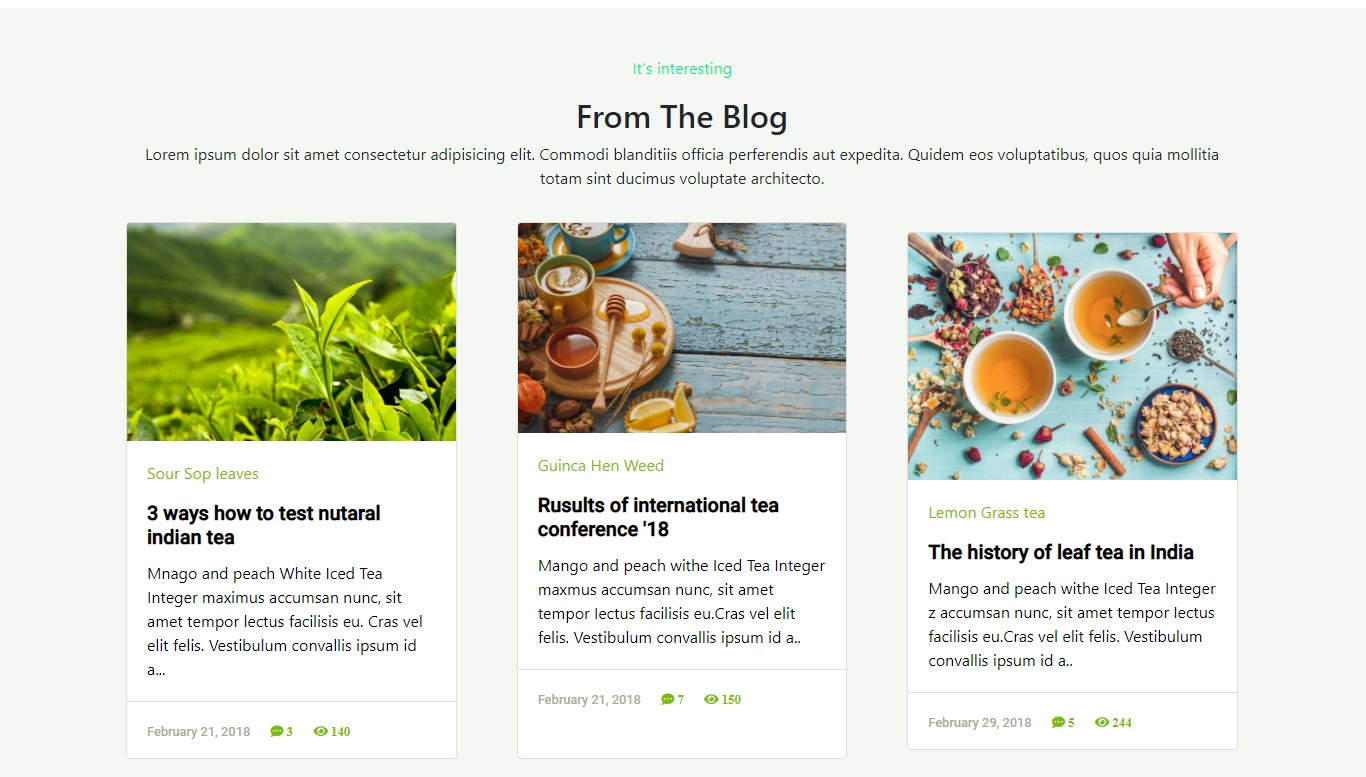 It's interesting
From The Blog
Lorem ipsum dolor sit amet consectetur adipisicing elit. Commodi blanditiis officia perferendis aut expedita. Quidem eos voluptatibus, quos quia mollitia
totam sint ducimus voluptate architecto.
Sour Sop leaves
3 ways how to test nutaral
indian tea
Mnago and peach White Iced Tea
Integer maximus accumsan nunc, sit
amet tempor lectus facilisis eu. Cras vel
elit felis. Vestibulum convallis ipsum id
a...
February 21, 2018 3 140
Guinca Hen Weed
Rusults of international tea
conference '18
Mango and peach withe Iced Tea Integer
maxmus accumsan nunc, sit amet
tempor lectus facilisis eu.Cras vel elit
felis. Vestibulum convallis ipsum id a..
February 21, 2018 7 150
Lemon Grass tea
The history of leaf tea in India
Mango and peach withe Iced Tea Integer
z accumsan nunc, sit amet tempor lectus
facilisis eu.Cras vel elit felis. Vestibulum
convallis ipsum id a..
February 29, 2018 5 244